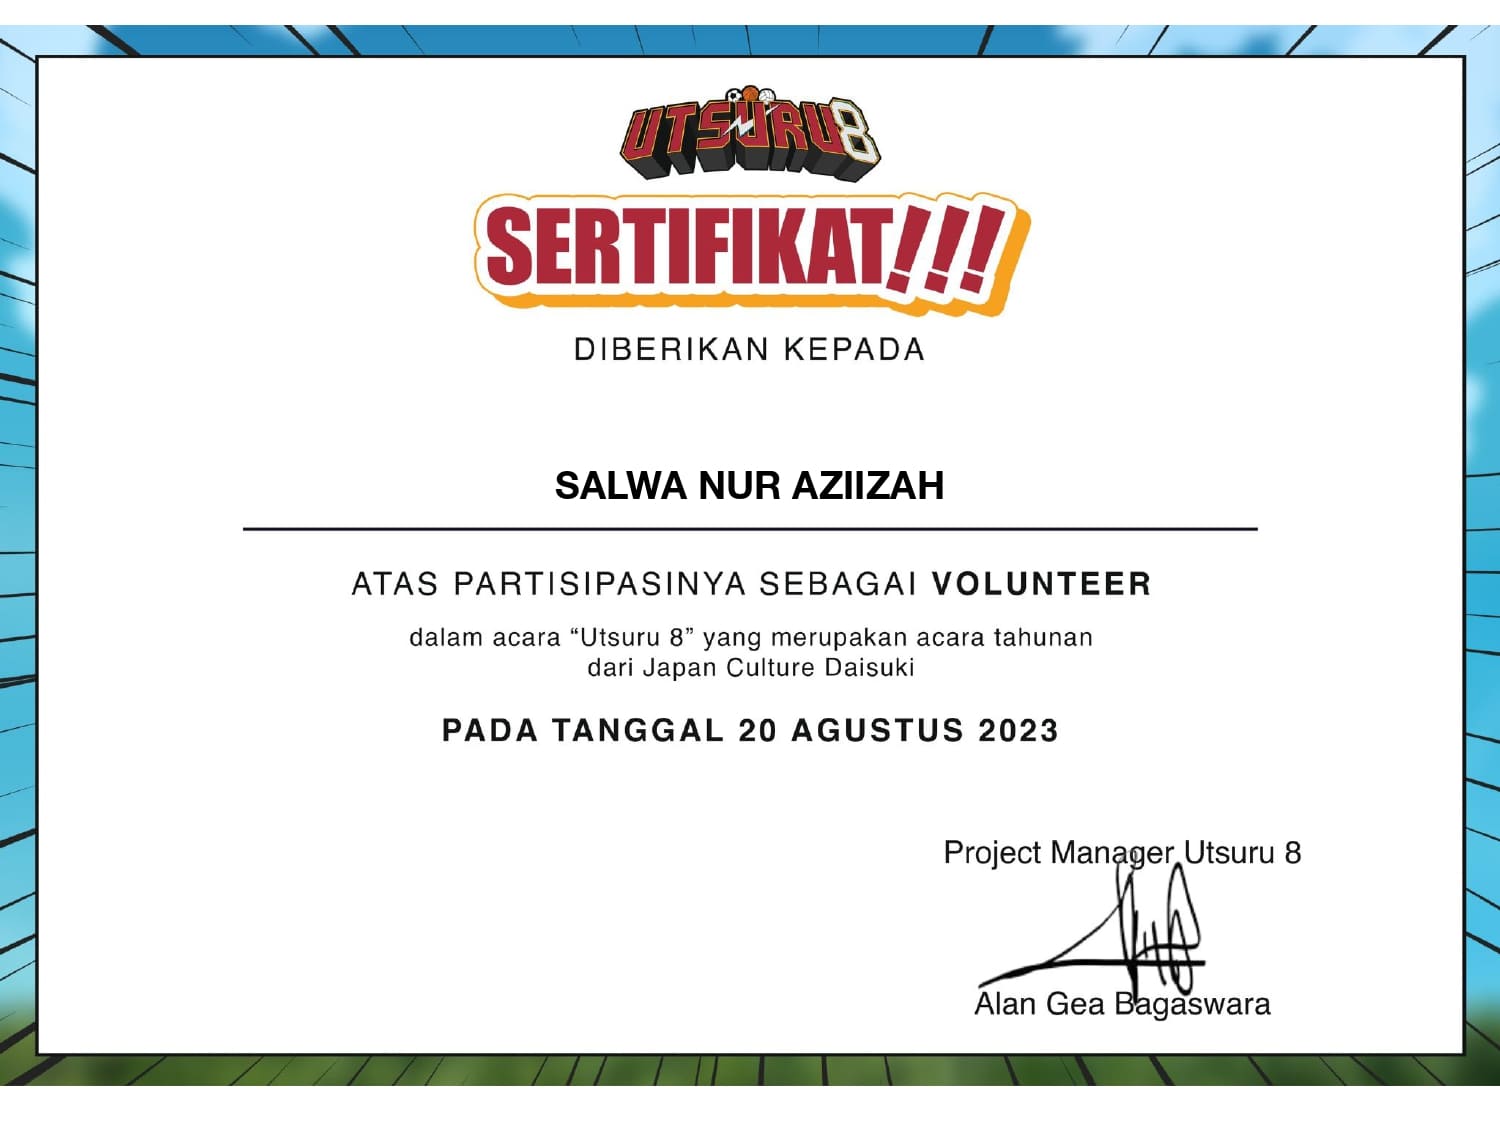 UTSURU8
SERTIFIKAT!!!
DIBERIKAN KEPADA
SALWA NUR AZIIZAH
ATAS PARTISIPASINYA SEBAGAI VOLUNTEER
dalam acara “Utsuru 8” yang merupakan acara tahunan
dari Japan Culture Daisuki
PADA TANGGAL 20 AGUSTUS 2023
Project Manager Utsuru 8
Alan Gea Bagaswara